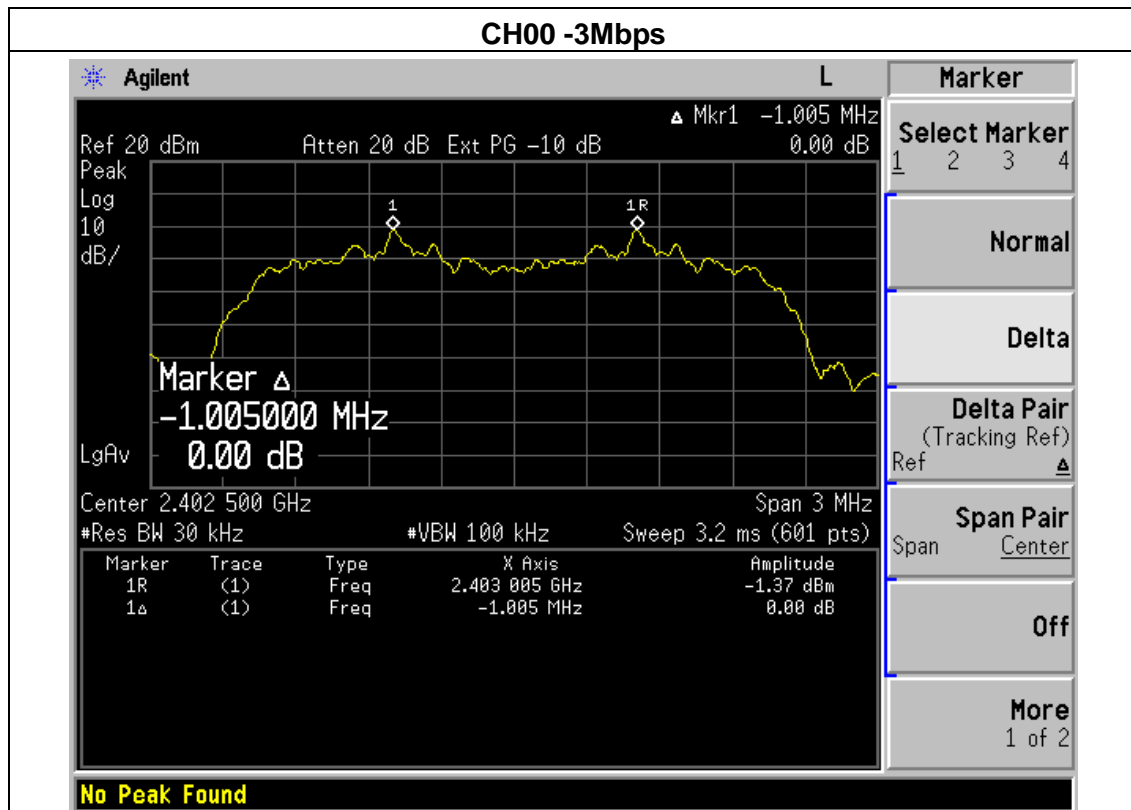 CH00 -3Mbps
Agilent L Marker
Δ Mkr1 -1.005 MHz
Ref 20 dBm Atten 20 dB Ext PG -10 dB 0.00 dB
Peak
Log
10
dB/
1 1R
Marker Δ
-1.005000 MHz
0.00 dB
LgAv
Center 2.402 500 GHz Span 3 MHz
#Res BW 30 kHz #VBW 100 kHz Sweep 3.2 ms (601 pts)
Marker Trace Type X Axis Amplitude
1R (1) Freq 2.403 005 GHz -1.37 dBm
1Δ (1) Freq -1.005 MHz 0.00 dB
No Peak Found
Select Marker
1 2 3 4
Normal
Delta
Delta Pair
(Tracking Ref)
Ref Δ
Span Pair
Span Center
Off
More
1 of 2